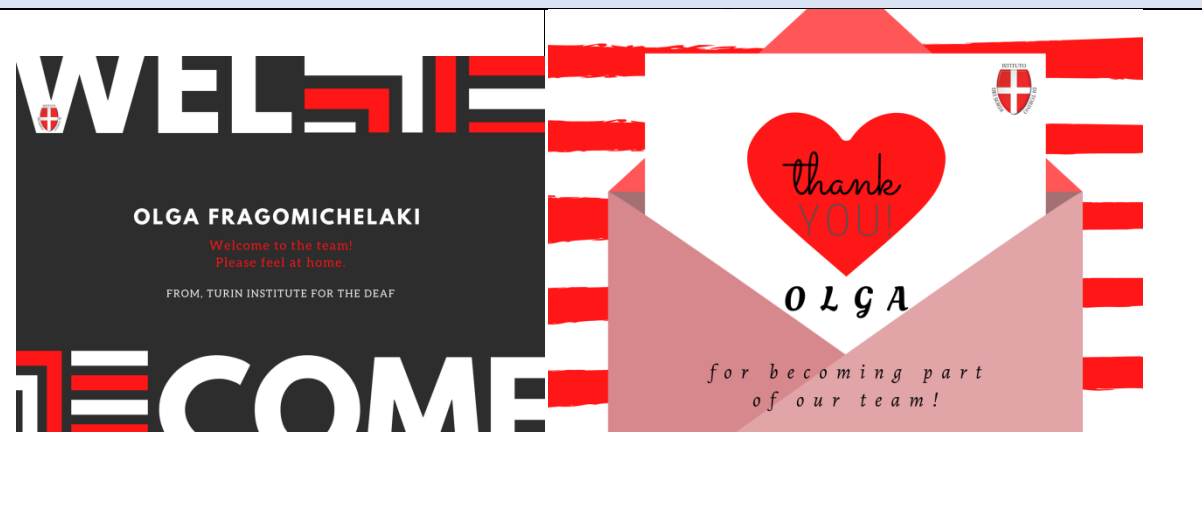 WEL
OLGA FRAGOMICHELAKI
Welcome to the team!
Please feel at home.
FROM, TURIN INSTITUTE FOR THE DEAF
COME
ISTITUTO
thank
YOU!
OLGA
for becoming part
of our team!